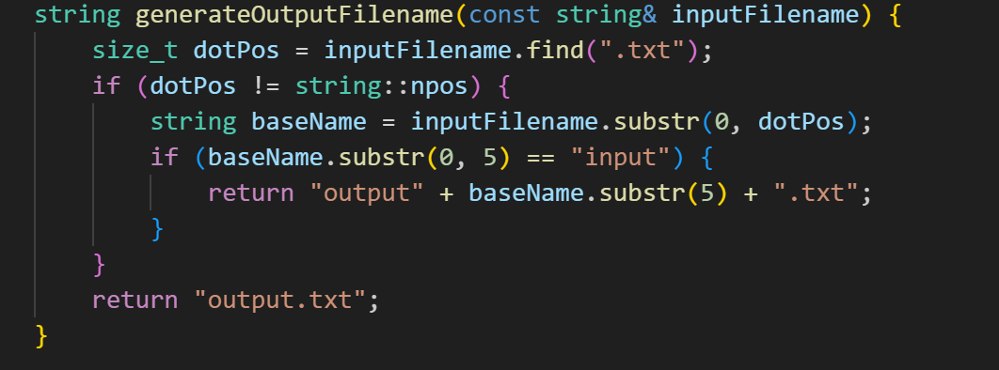 string generateOutputFilename(const string& inputFilename) {
    size_t dotPos = inputFilename.find(".txt");
    if (dotPos != string::npos) {
        string baseName = inputFilename.substr(0, dotPos);
        if (baseName.substr(0, 5) == "input") {
            return "output" + baseName.substr(5) + ".txt";
        }
    }
    return "output.txt";
}